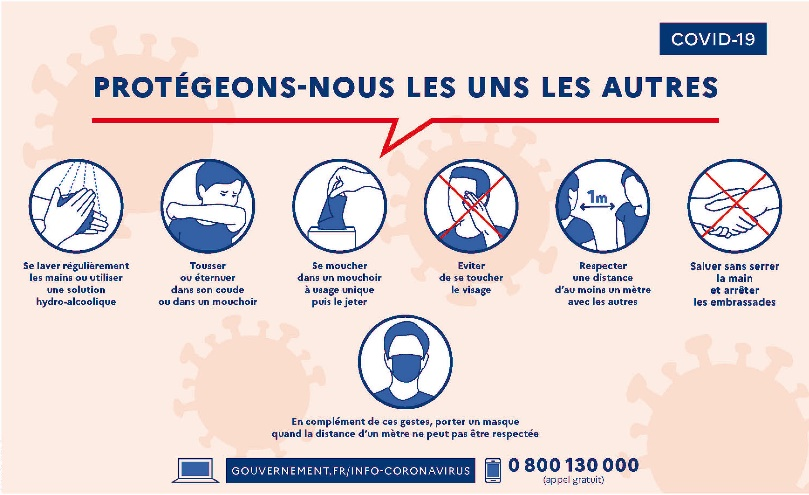 COVID-19
PROTÉGEONS-NOUS LES UNS LES AUTRES
Se laver régulièrement
les mains ou utiliser
une solution
hydro-alcoolique
Tousser
ou éternuer
dans son coude
ou dans un mouchoir
Se moucher
dans un mouchoir
à usage unique
puis le jeter
Eviter
de se toucher
le visage
1m
Respecter
une distance
d'au moins un mètre
avec les autres
Saluer sans serrer
la main
et arrêter
les embrassades
En complément de ces gestes, porter un masque
quand la distance d'un mètre ne peut pas être respectée
GOUVERNEMENT.FR/INFO-CORONAVIRUS
0 800 130 000
(appel gratuit)